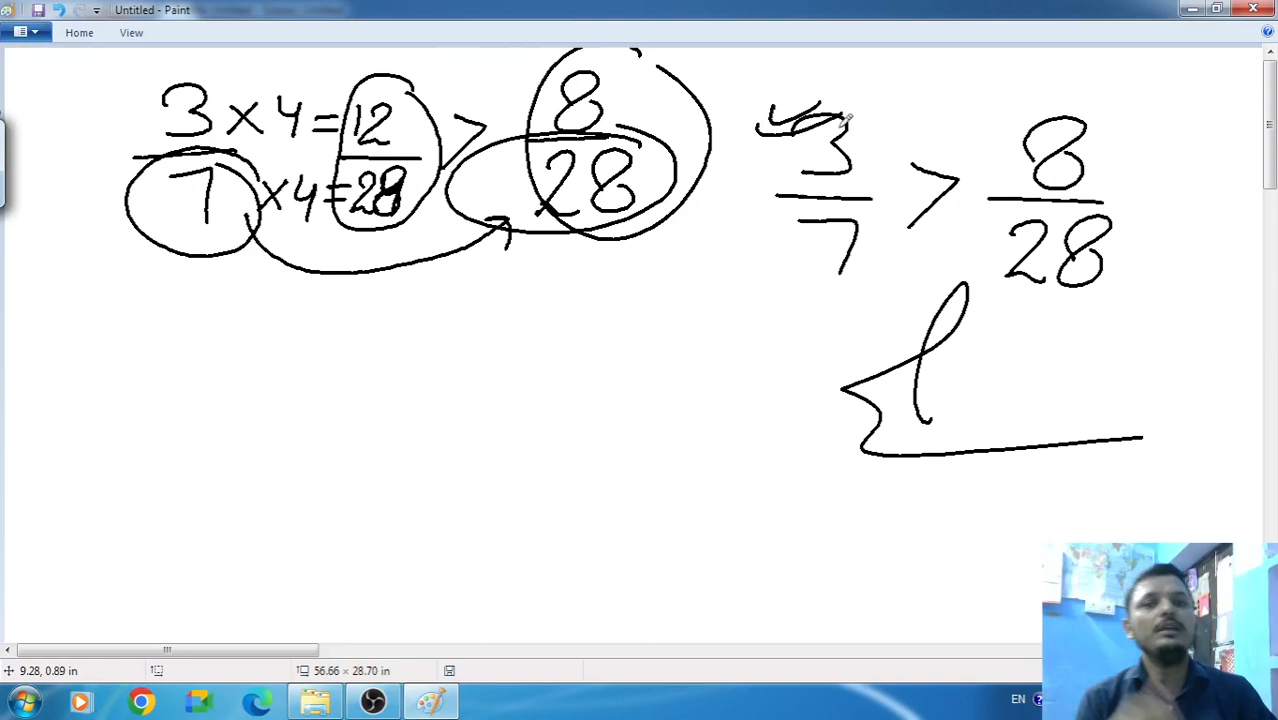 Untitled - Paint
Home View
3 × 4 = 12 > 8
7 × 4 = 28 28
3 > 8
7 28
9.28, 0.89 in 56.66 × 28.70 in
EN